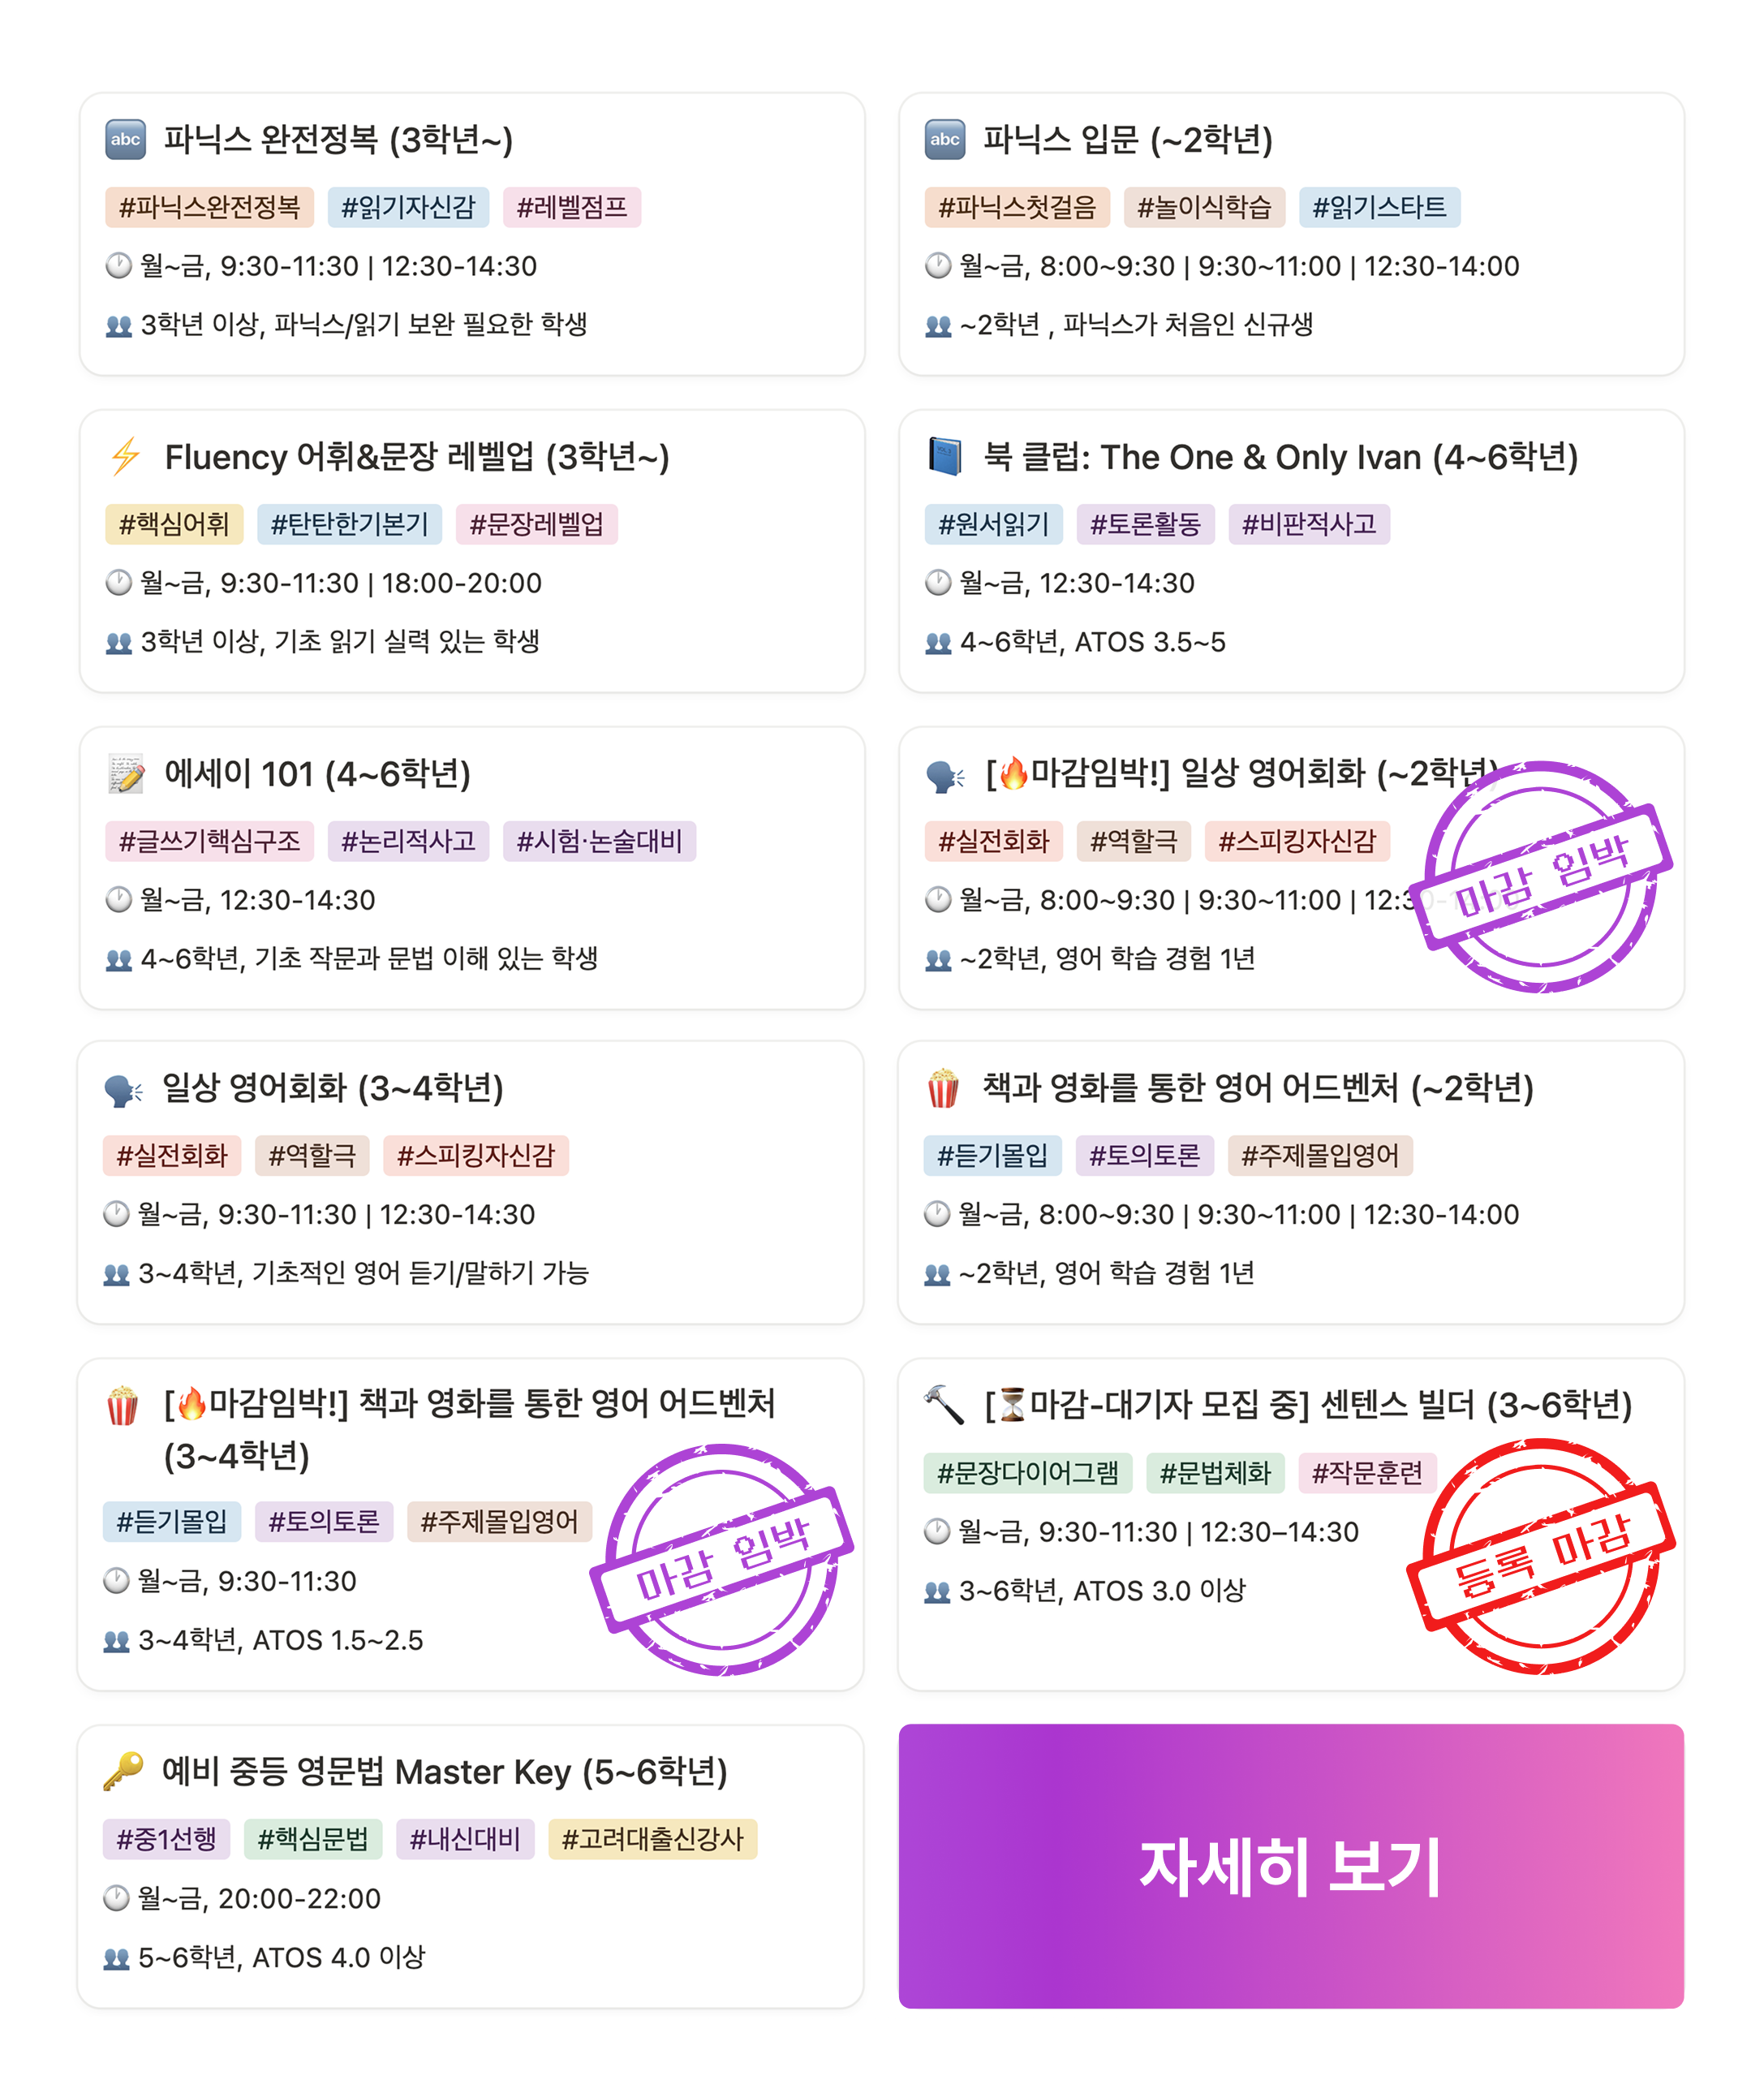 파닉스 완전정복 (3학년~)
#파닉스완전정복 #읽기자신감 #레벨점프
월~금, 9:30-11:30 | 12:30-14:30
3학년 이상, 파닉스/읽기 보완 필요한 학생
파닉스 입문 (~2학년)
#파닉스첫걸음 #놀이식학습 #읽기스타트
월~금, 8:00~9:30 | 9:30~11:00 | 12:30-14:00
~2학년 , 파닉스가 처음인 신규생
Fluency 어휘&문장 레벨업 (3학년~)
#핵심어휘 #탄탄한기본기 #문장레벨업
월~금, 9:30-11:30 | 18:00-20:00
3학년 이상, 기초 읽기 실력 있는 학생
북 클럽: The One & Only Ivan (4~6학년)
#원서읽기 #토론활동 #비판적사고
월~금, 12:30-14:30
4~6학년, ATOS 3.5~5
에세이 101 (4~6학년)
#글쓰기핵심구조 #논리적사고 #시험·논술대비
월~금, 12:30-14:30
4~6학년, 기초 작문과 문법 이해 있는 학생
[🔥마감임박!] 일상 영어회화 (~2학년)
#실전회화 #역할극 #스피킹자신감
월~금, 8:00~9:30 | 9:30~11:00 |
~2학년, 영어 학습 경험 1년
마감 임박
일상 영어회화 (3~4학년)
#실전회화 #역할극 #스피킹자신감
월~금, 9:30-11:30 | 12:30-14:30
3~4학년, 기초적인 영어 듣기/말하기 가능
책과 영화를 통한 영어 어드벤처 (~2학년)
#듣기몰입 #토의토론 #주제몰입영어
월~금, 8:00~9:30 | 9:30~11:00 | 12:30-14:00
~2학년, 영어 학습 경험 1년
[🔥마감임박!] 책과 영화를 통한 영어 어드벤처
(3~4학년)
#듣기몰입 #토의토론 #주제몰입영어
월~금, 9:30-11:30
3~4학년, ATOS 1.5~2.5
마감 임박
[⏳마감-대기자 모집 중] 센텐스 빌더 (3~6학년)
#문장다이어그램 #문법체화 #작문훈련
월~금, 9:30-11:30 | 12:30–14:30
3~6학년, ATOS 3.0 이상
등록 마감
예비 중등 영문법 Master Key (5~6학년)
#중1선행 #핵심문법 #내신대비 #고려대출신강사
월~금, 20:00-22:00
5~6학년, ATOS 4.0 이상
자세히 보기